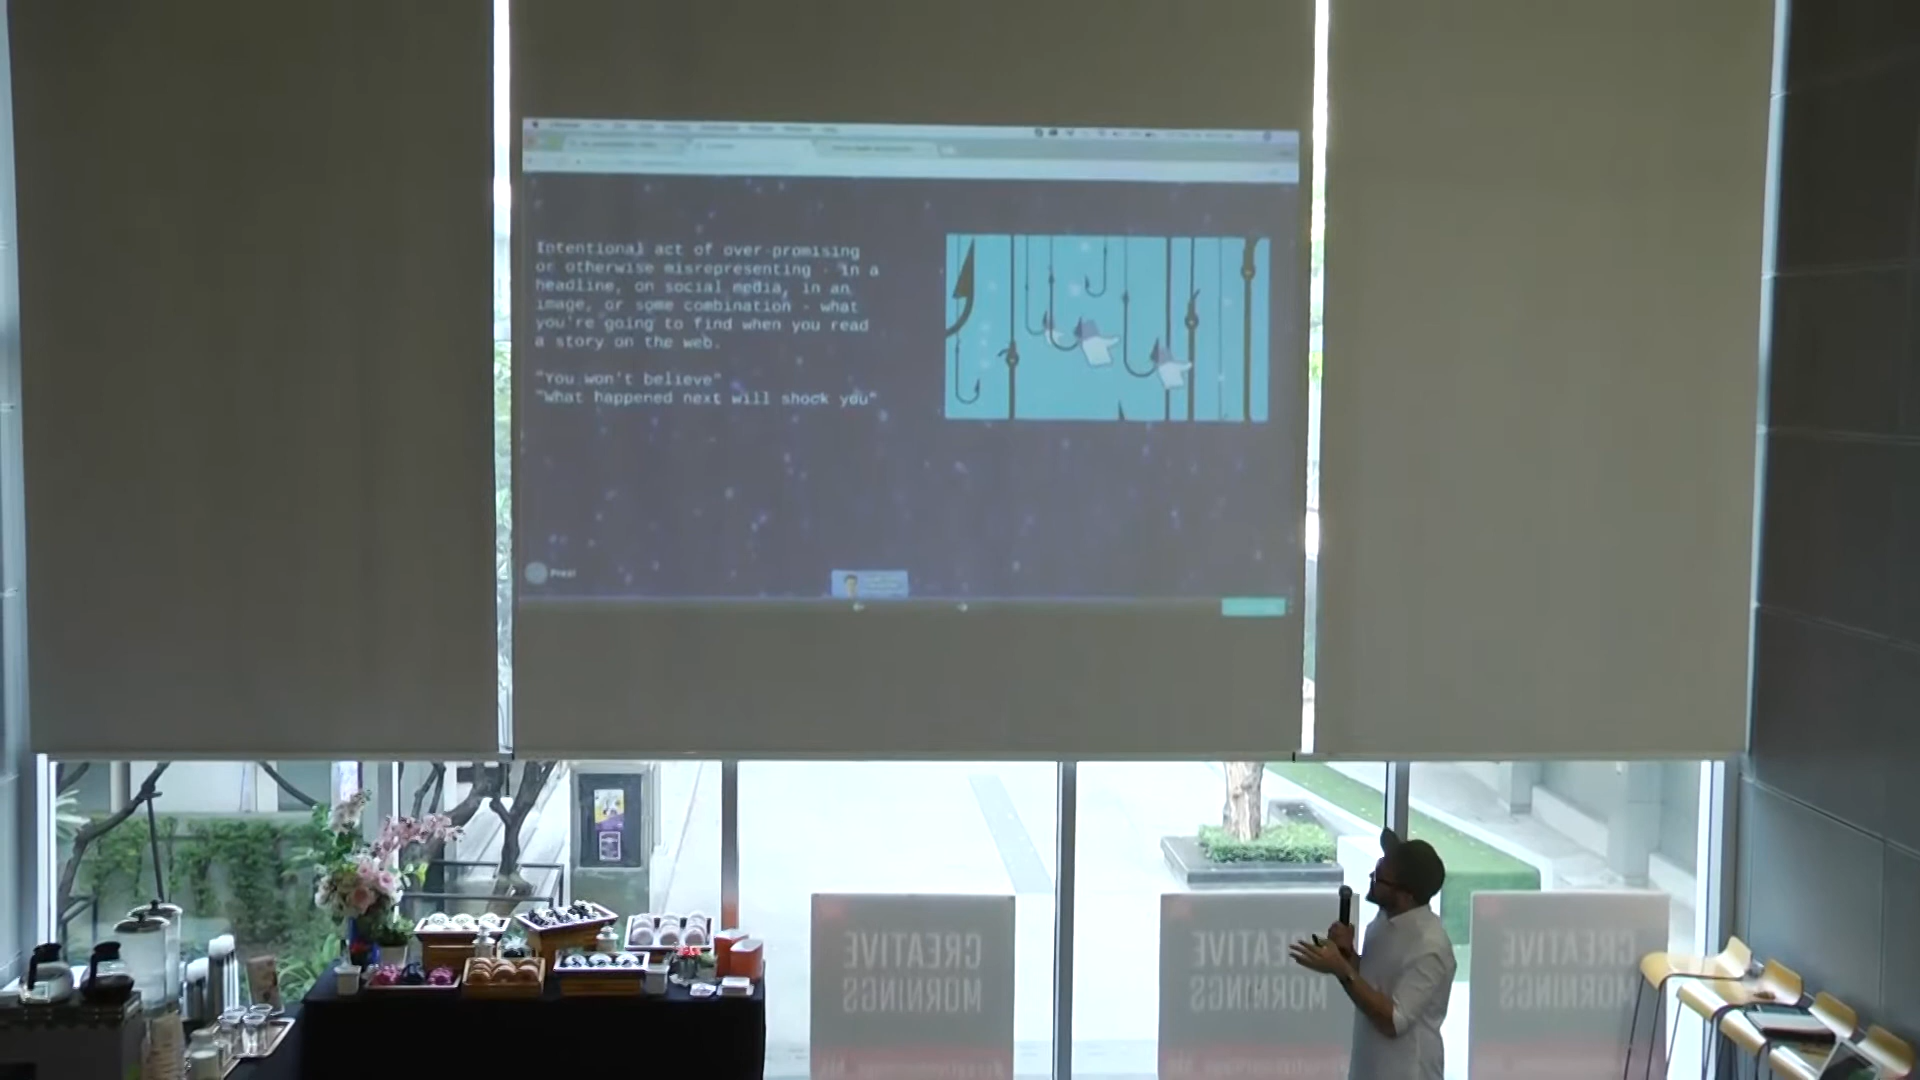 Intentional act of over-promising
or otherwise misrepresenting - in a
headline, on social media, in an
image, or some combination - what
you're going to find when you read
a story on the web.
"You won't believe"
"What happened next will shock you"
Prezi
CREATIVE
MORNINGS
CREATIVE
MORNINGS
CREATIVE
MORNINGS